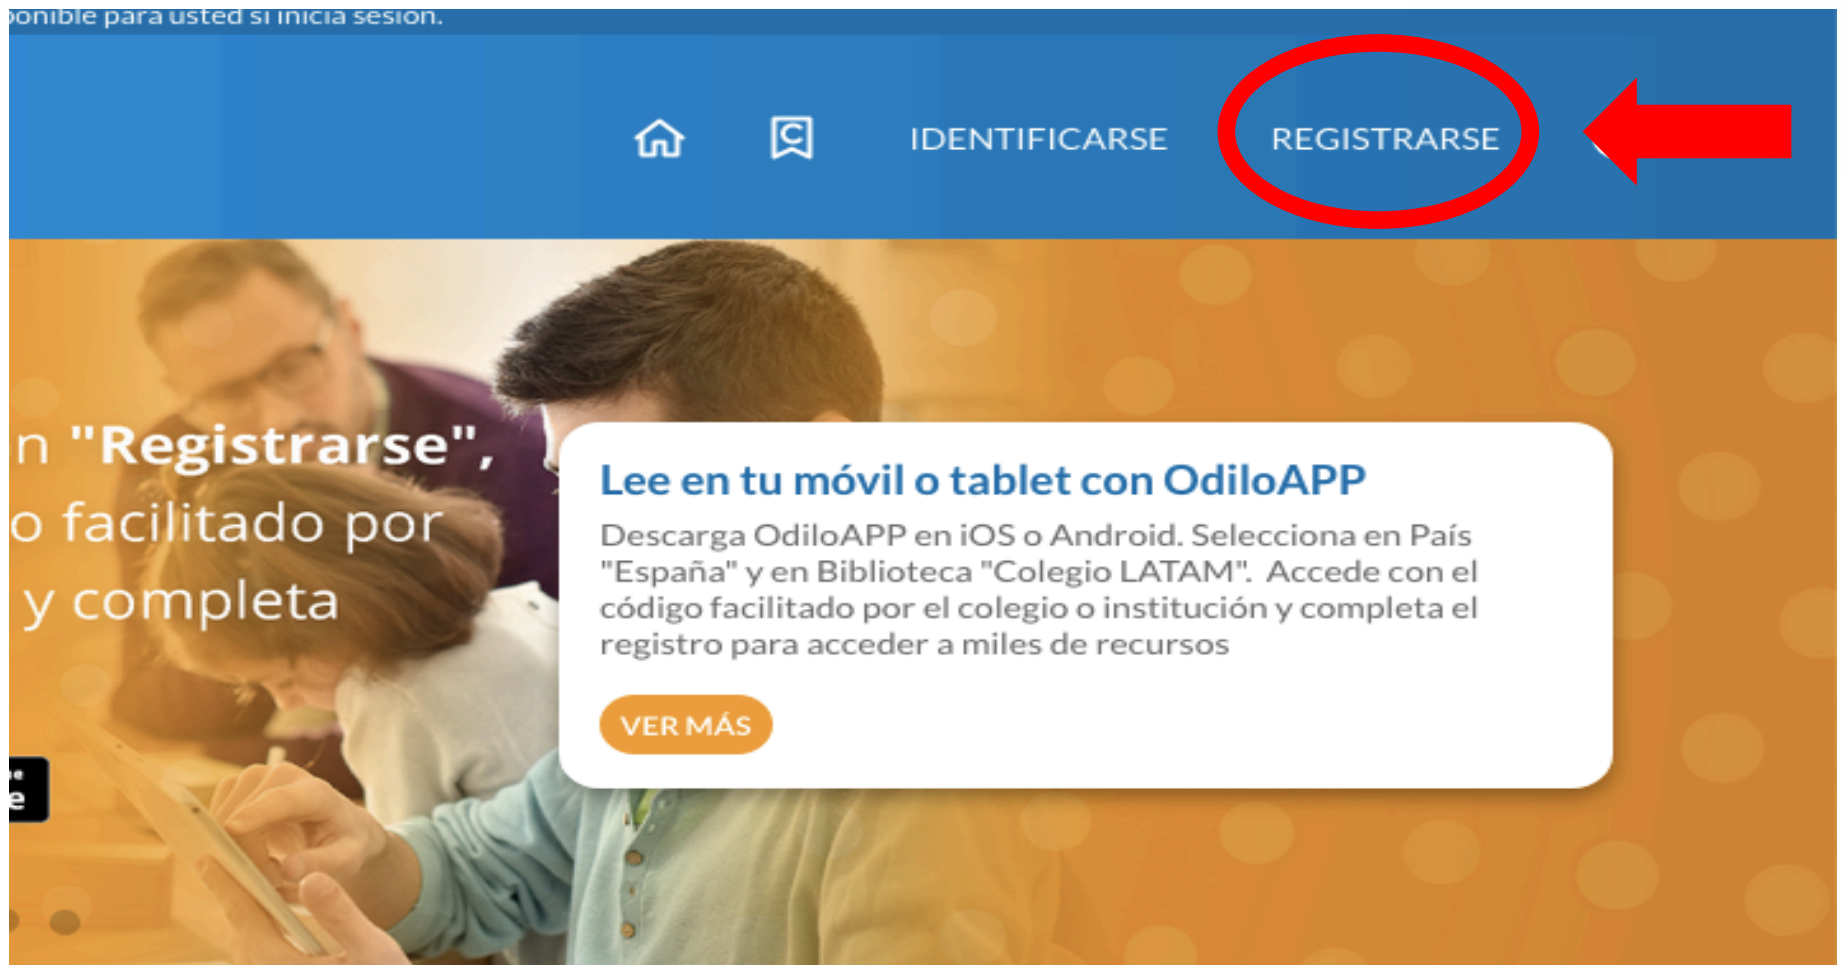 ponible para usted si inicia sesión.
IDENTIFICARSE REGISTRARSE
n "Registrarse",
o facilitado por
y completa
Lee en tu móvil o tablet con OdiloAPP
Descarga OdiloAPP en iOS o Android. Selecciona en País
"España" y en Biblioteca "Colegio LATAM". Accede con el
código facilitado por el colegio o institución y completa el
registro para acceder a miles de recursos
VER MÁS
e